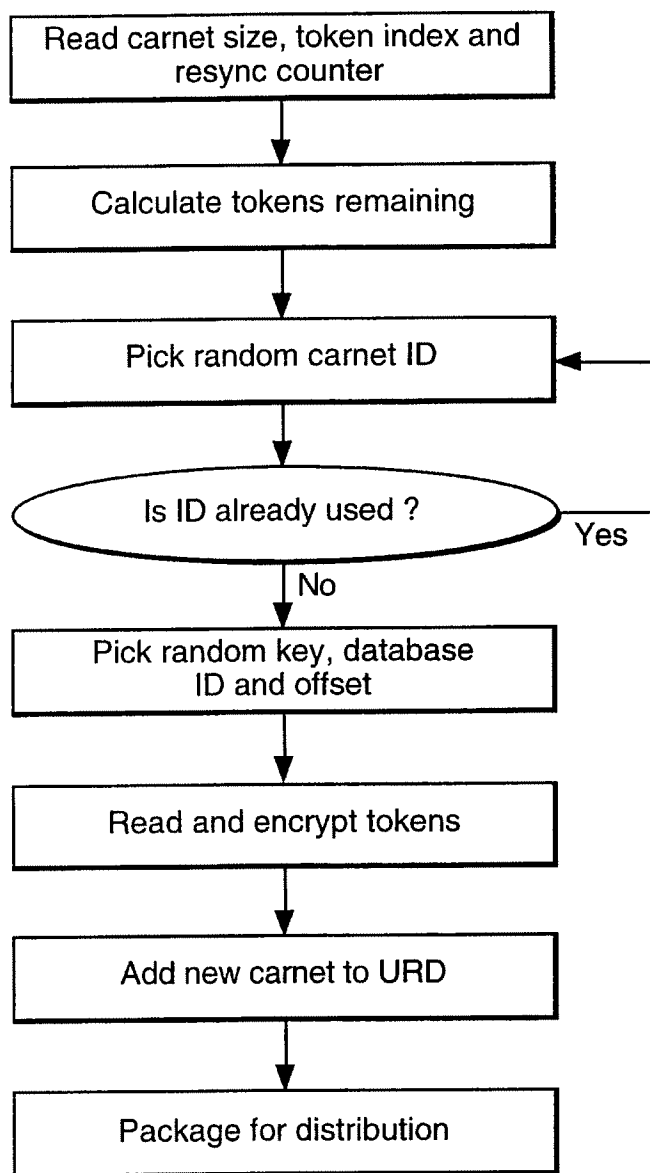 Read carnet size, token index and
resync counter
Calculate tokens remaining
Pick random carnet ID
Is ID already used ?
Yes
No
Pick random key, database
ID and offset
Read and encrypt tokens
Add new carnet to URD
Package for distribution